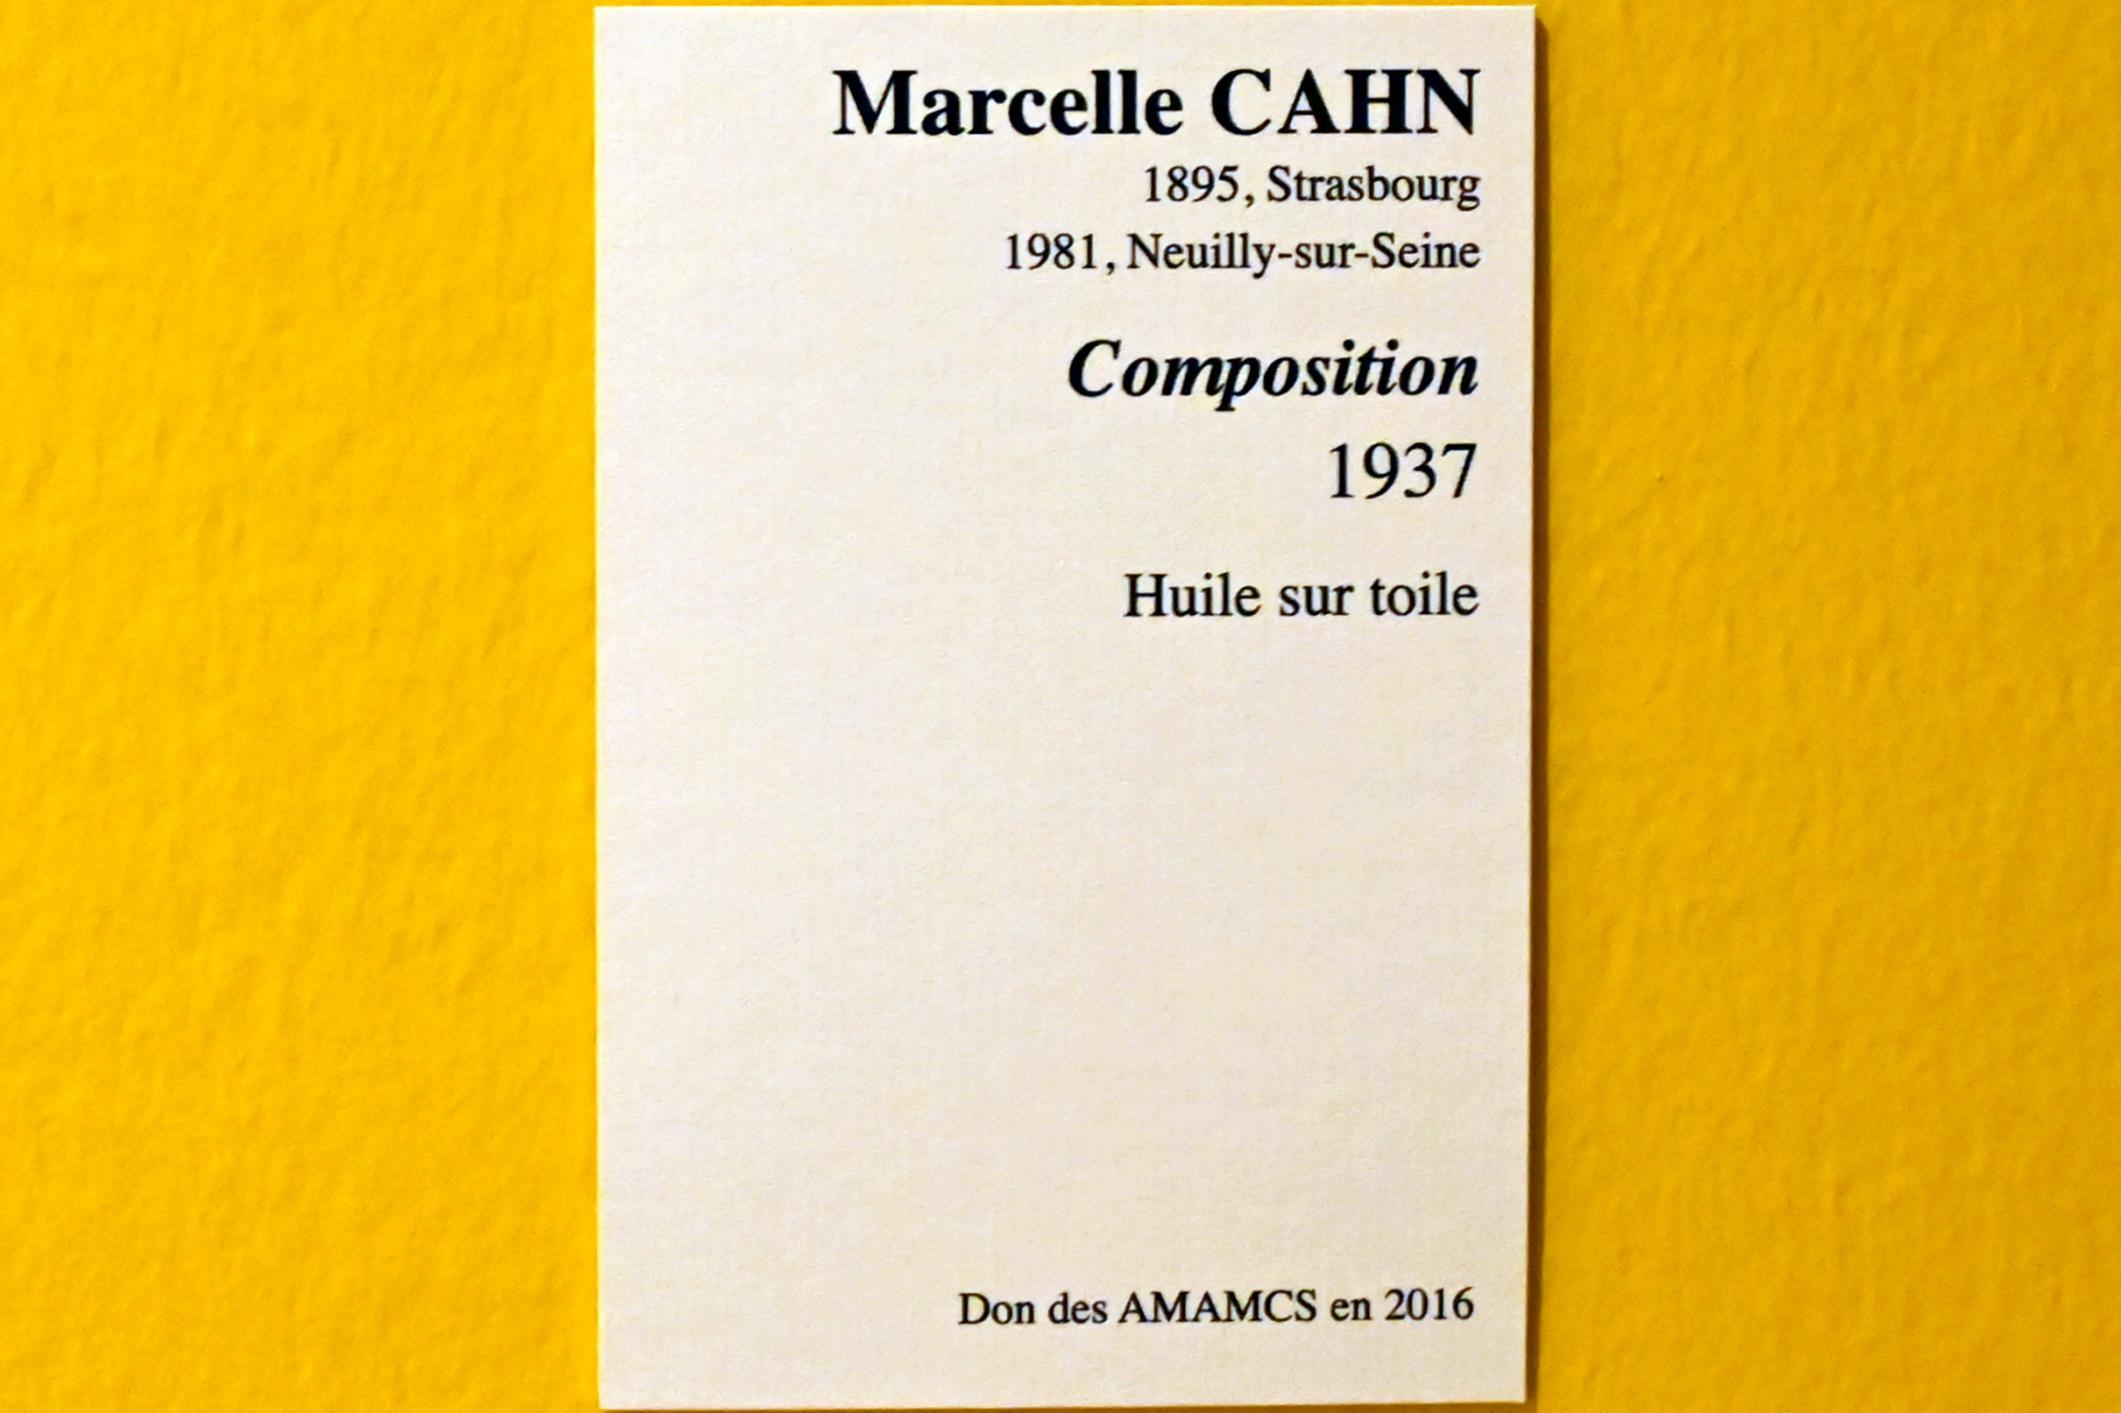 Marcelle CAHN
1895, Strasbourg
1981, Neuilly-sur-Seine
Composition
1937
Huile sur toile
Don des AMAMCS en 2016